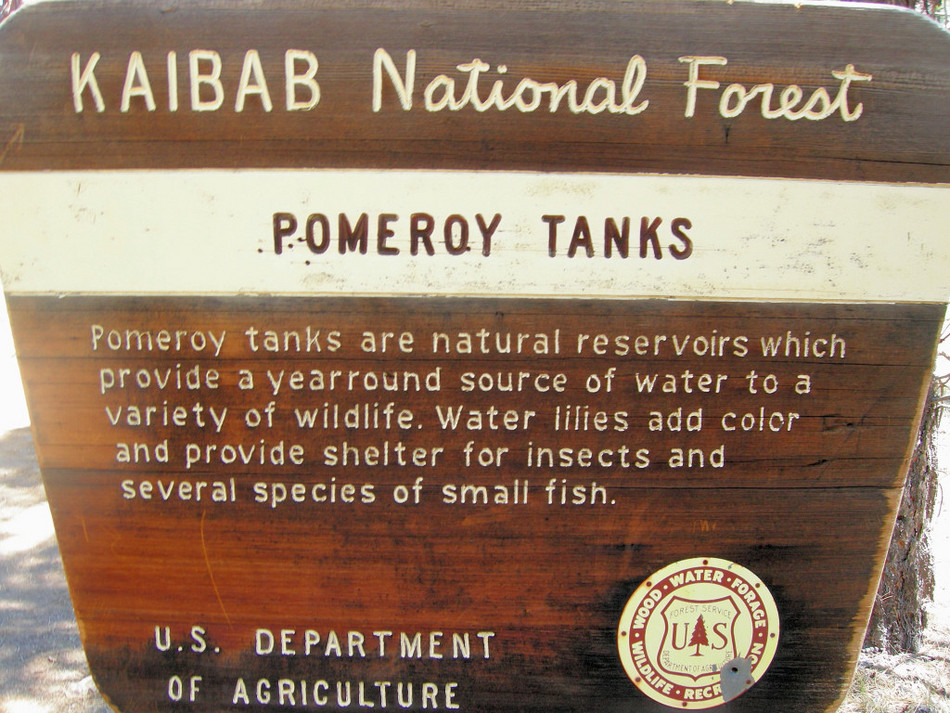 KAIBAB National Forest
POMEROY TANKS
Pomeroy tanks are natural reservoirs which
provide a yearround source of water to a
variety of wildlife. Water lilies add color
and provide shelter for insects and
several species of small fish.
U.S. DEPARTMENT
OF AGRICULTURE
WOOD · WATER · FORAGE
WILDLIFE
FOREST SERVICE
U S